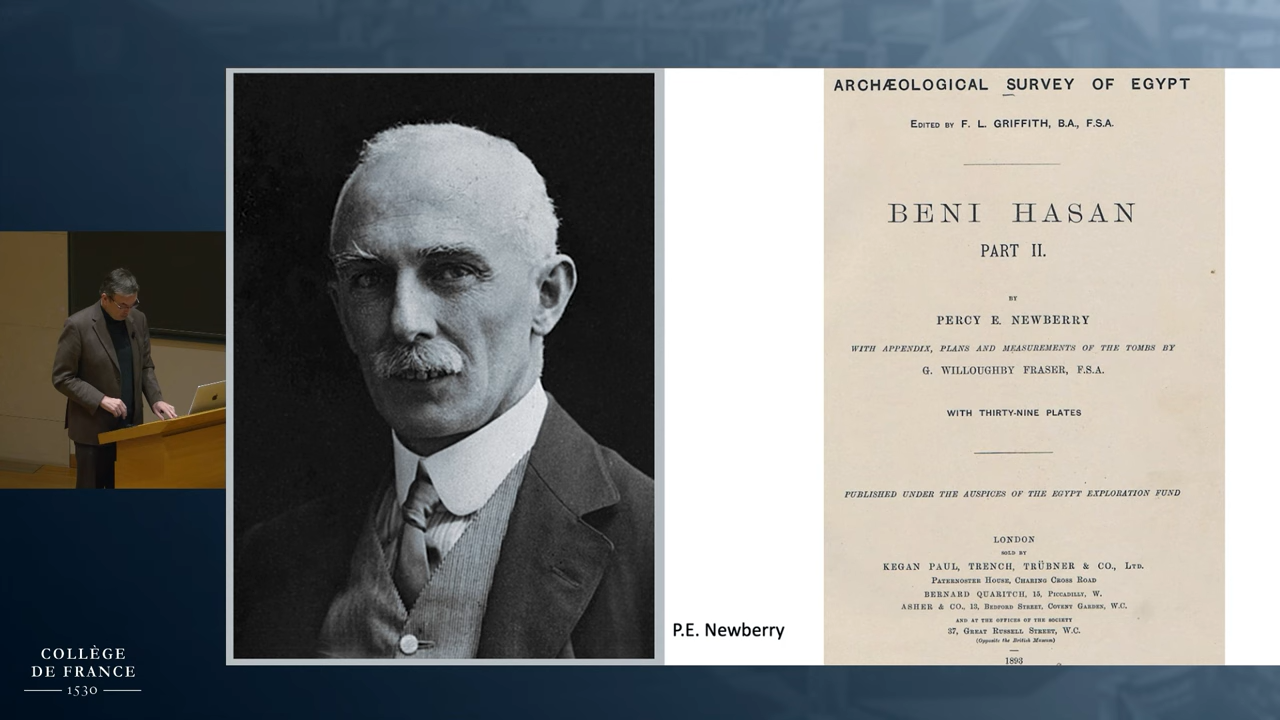 ARCHÆOLOGICAL SURVEY OF EGYPT
EDITED BY F. L. GRIFFITH, B.A., F.S.A.
BENI HASAN
PART II.
BY
PERCY E. NEWBERRY
WITH APPENDIX, PLANS AND MEASUREMENTS OF THE TOMBS BY
G. WILLOUGHBY FRASER, F.S.A.
WITH THIRTY-NINE PLATES
PUBLISHED UNDER THE AUSPICES OF THE EGYPT EXPLORATION FUND
LONDON
SOLD BY
KEGAN PAUL, TRENCH, TRÜBNER & CO., LTD.
PATERNOSTER HOUSE, CHARING CROSS ROAD
BERNARD QUARITCH, 15, PICCADILLY, W.
ASHER & CO., 13, BEDFORD STREET, COVENT GARDEN, W.C.
AND AT THE OFFICES OF THE SOCIETY
37, GREAT RUSSELL STREET, W.C.
(Opposite the British Museum)
1893
P.E. Newberry
COLLÈGE
DE FRANCE
1530